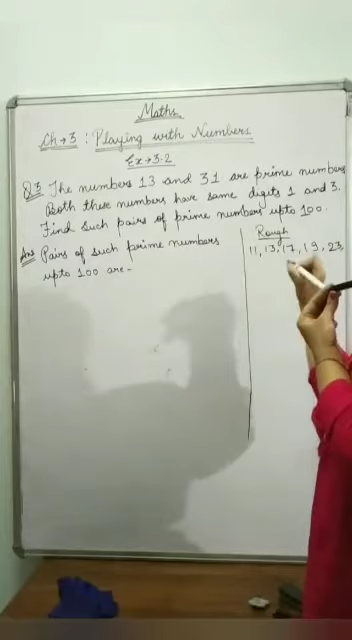 Maths
Ch→3 : Playing with Numbers
Ex→3.2
Q3 The numbers 13 and 31 are prime numbers
Both these numbers have same digits 1 and 3.
Find such pairs of prime numbers upto 100.
Ans Pairs of such prime numbers
upto 100 are-
Rough
11, 13, 17, 19, 23,